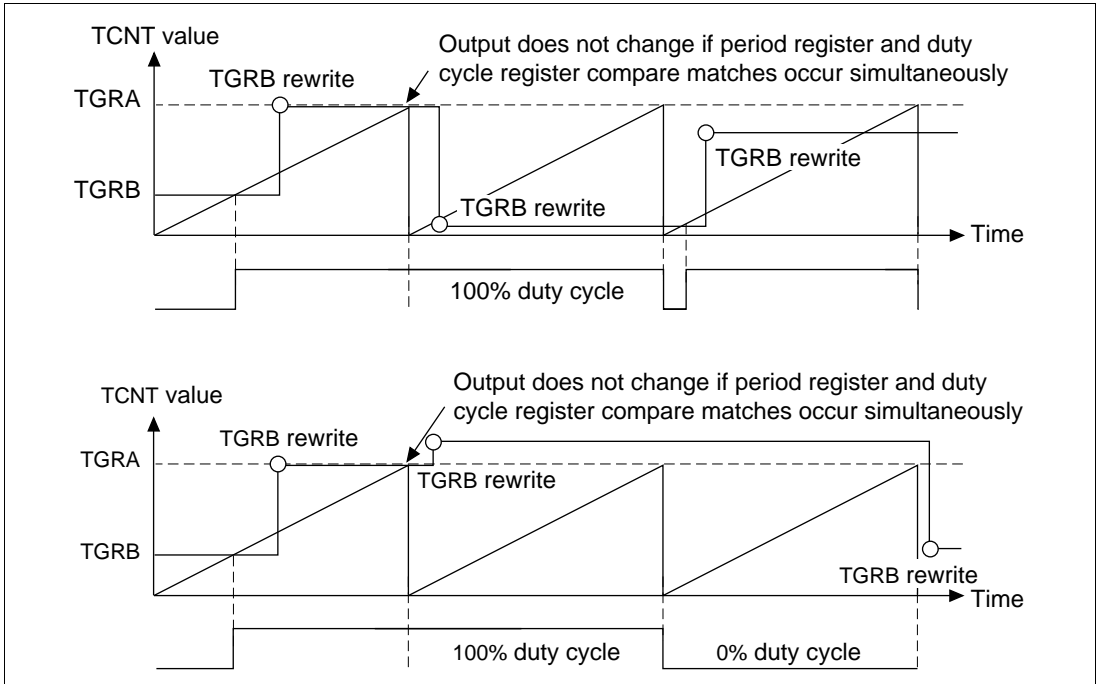 TCNT value
Output does not change if period register and duty
cycle register compare matches occur simultaneously
TGRB rewrite
TGRA
TGRB rewrite
TGRB
TGRB rewrite
Time
100% duty cycle
TCNT value
Output does not change if period register and duty
cycle register compare matches occur simultaneously
TGRB rewrite
TGRA
TGRB rewrite
TGRB
TGRB rewrite
Time
100% duty cycle
0% duty cycle